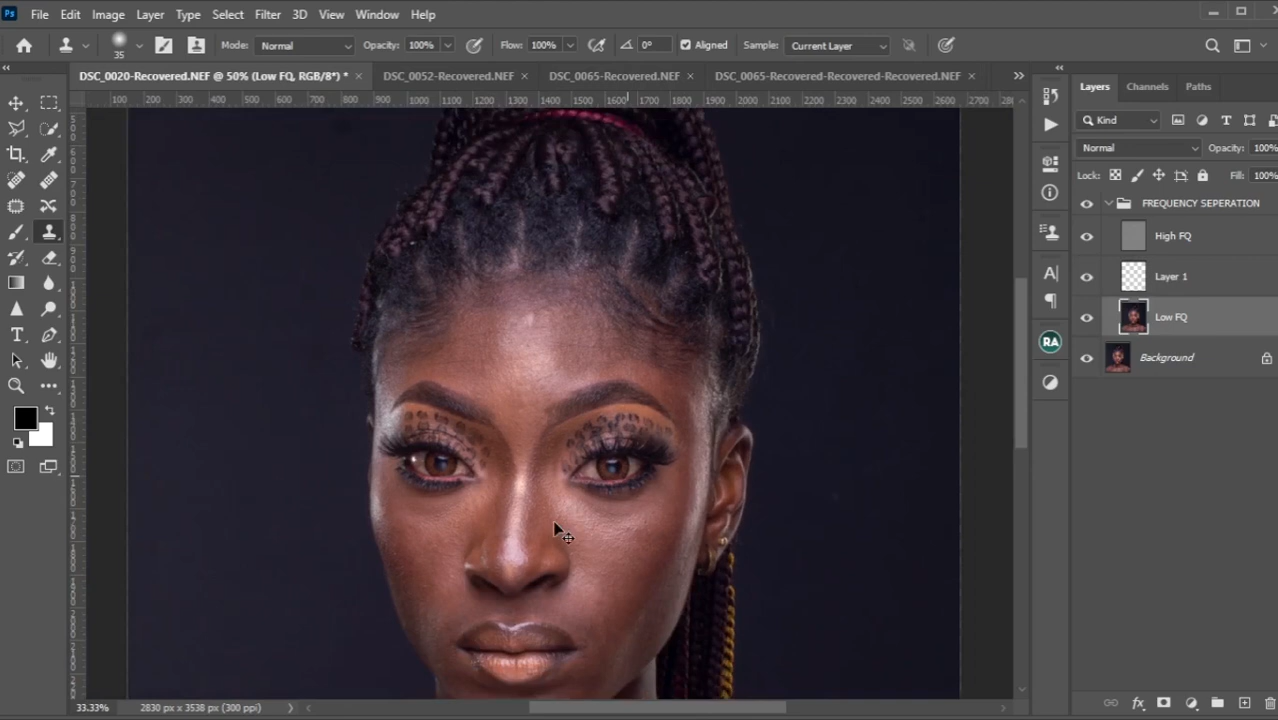 Ps File Edit Image Layer Type Select Filter 3D View Window Help
35 Mode: Normal Opacity: 100% Flow: 100% 0° Aligned Sample: Current Layer
DSC_0020-Recovered.NEF @ 50% (Low FQ, RGB/8*) * × DSC_0052-Recovered.NEF × DSC_0065-Recovered.NEF × DSC_0065-Recovered-Recovered-Recovered.NEF ×
100 200 300 400 500 600 700 800 900 1000 1100 1200 1300 1400 1500 1600 1700 1800 1900 2000 2100 2200 2300 2400 2500 2600 2700
Layers Channels Paths
Kind
Normal Opacity: 100%
Lock: Fill: 100%
FREQUENCY SEPERATION
High FQ
Layer 1
Low FQ
RA
Background
33.33% 2830 px x 3538 px (300 ppi)